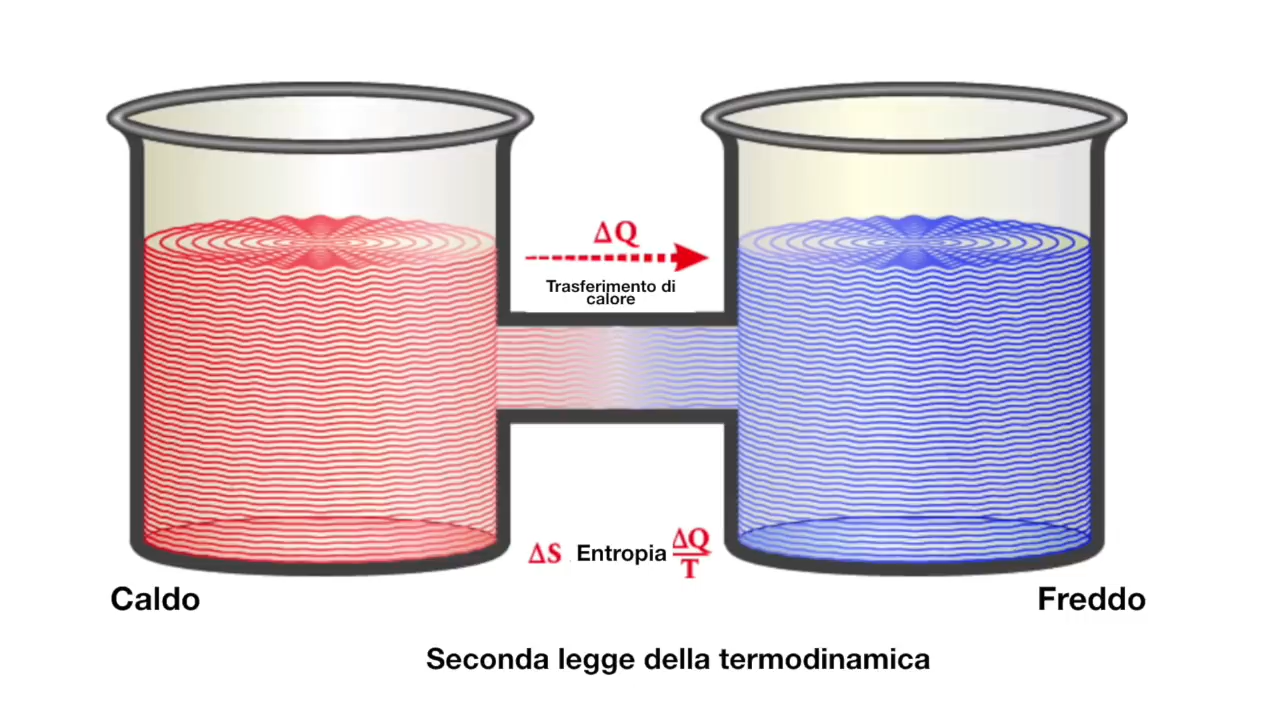 ΔQ
Trasferimento di
calore
ΔS Entropia ΔQ/T
Caldo
Freddo
Seconda legge della termodinamica